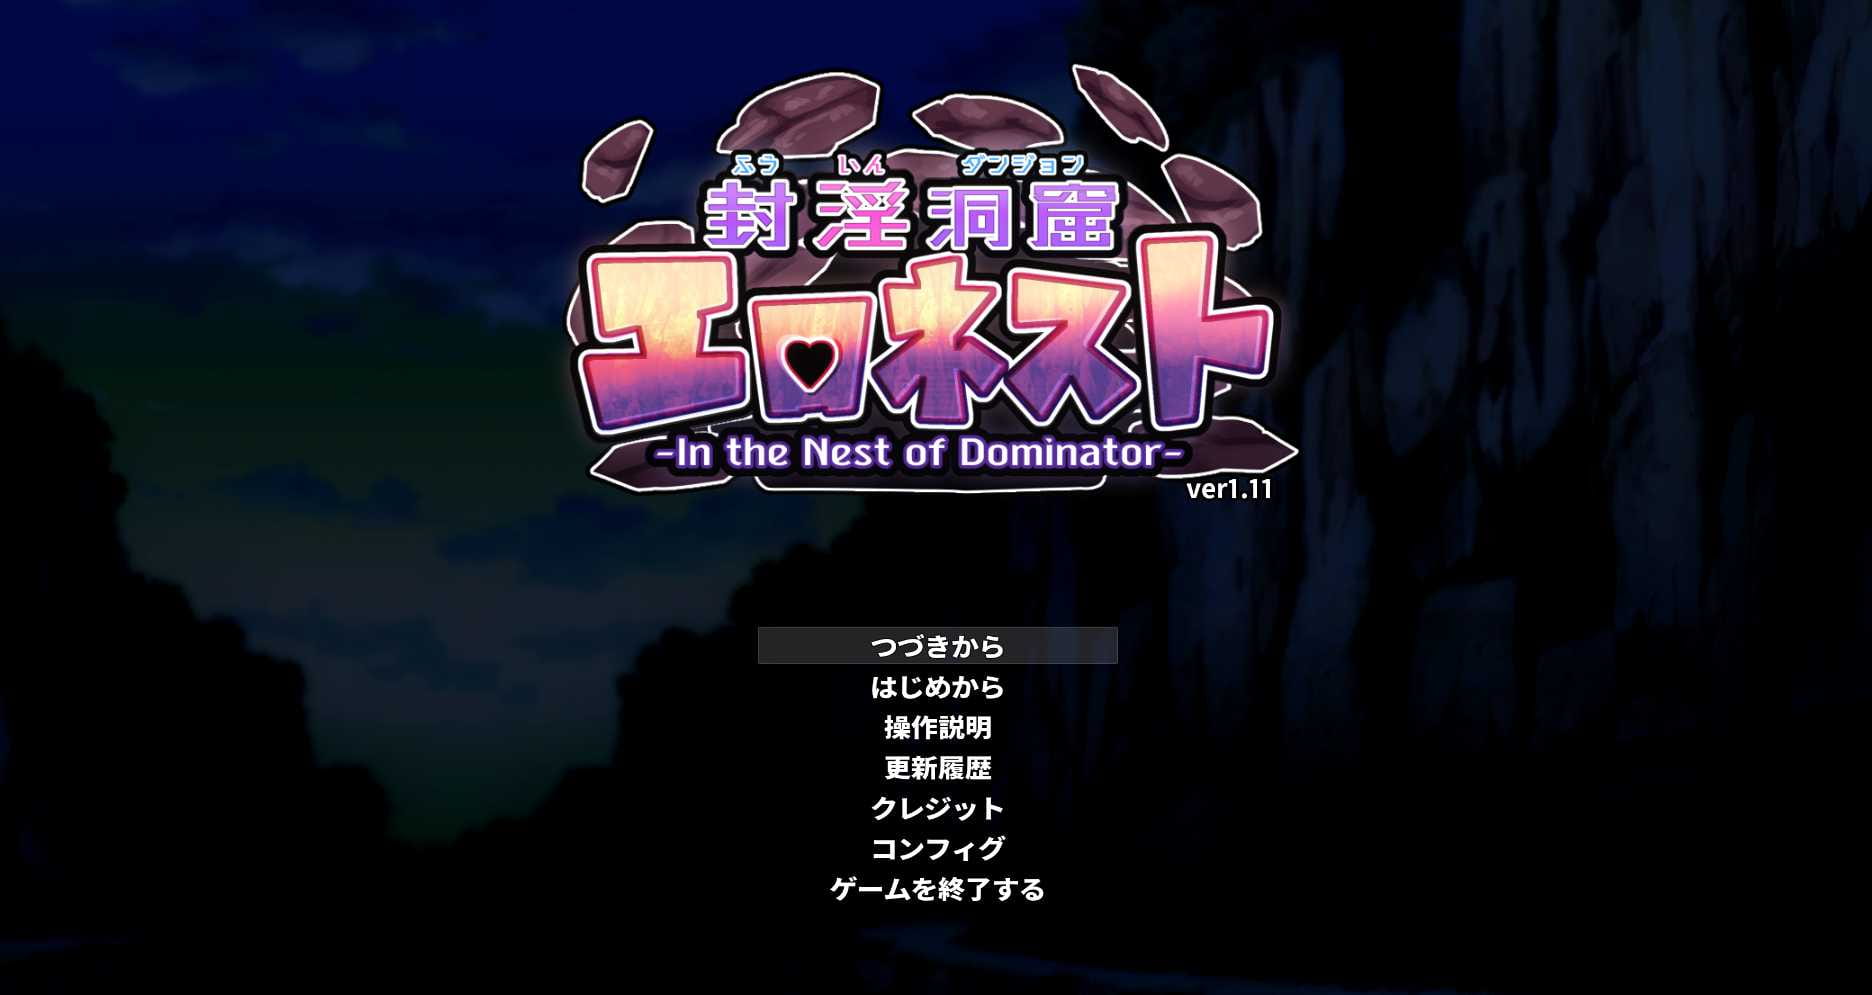 ふう いん ダンジョン
封淫洞窟
エロネスト
-In the Nest of Dominator-
ver1.11
つづきから
はじめから
操作説明
更新履歴
クレジット
コンフィグ
ゲームを終了する